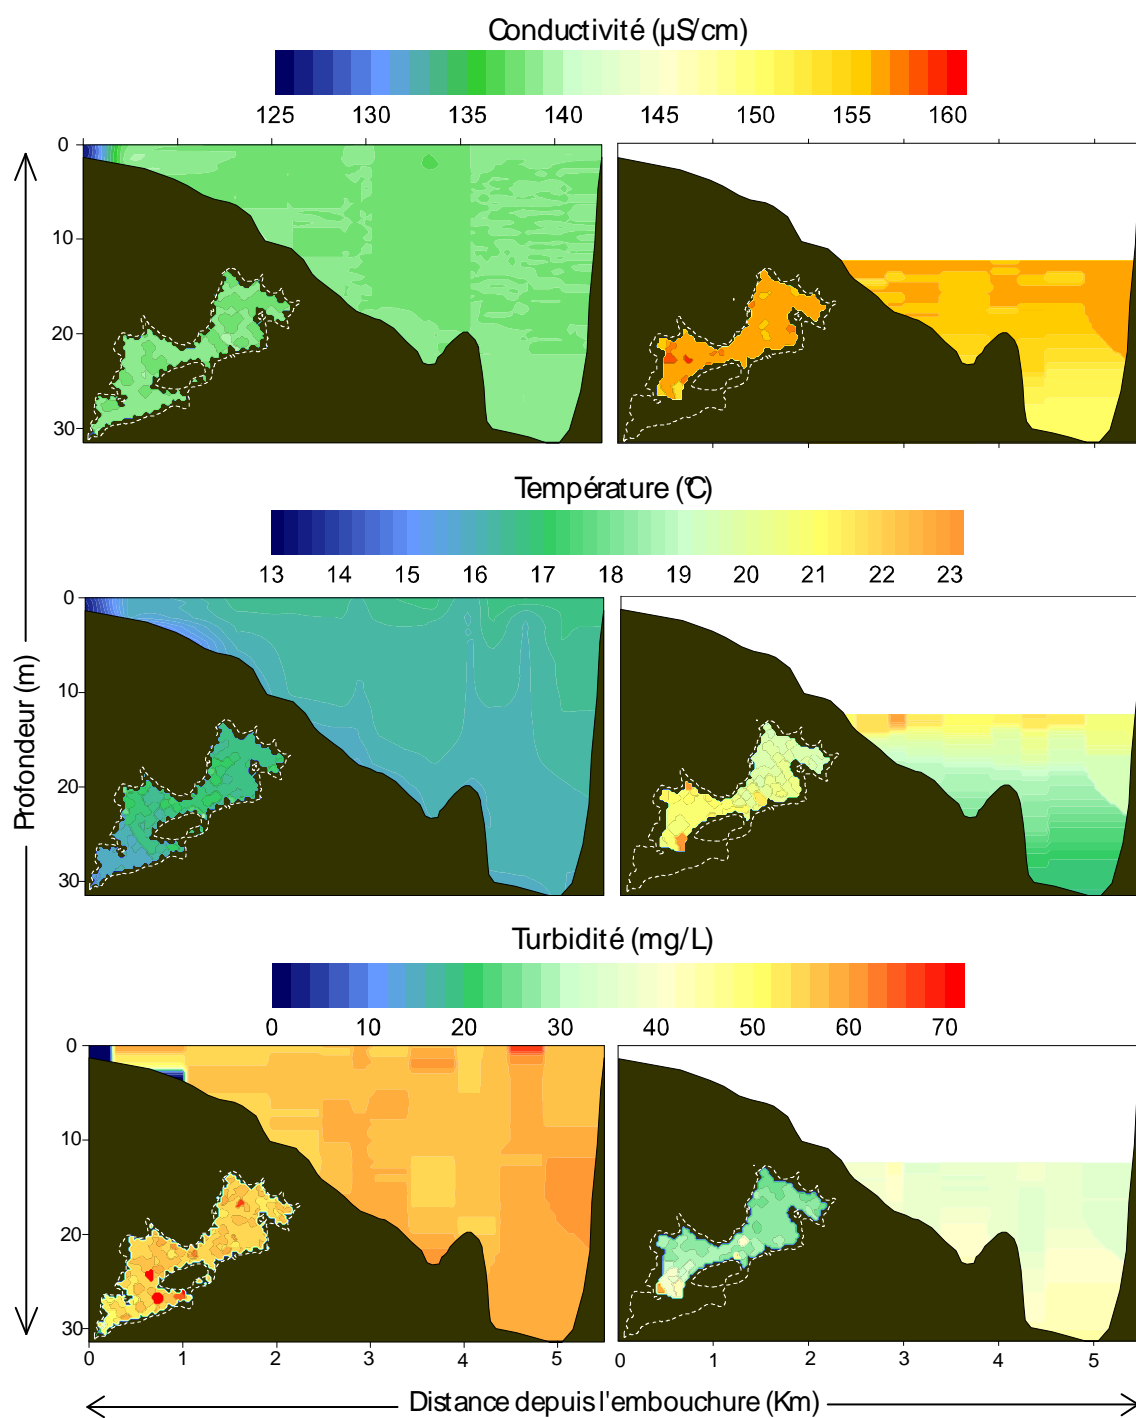 Conductivité (µS/cm)
125 130 135 140 145 150 155 160
0
10
20
30
Température (°C)
13 14 15 16 17 18 19 20 21 22 23
0
10
20
30
Profondeur (m)
Turbidité (mg/L)
0 10 20 30 40 50 60 70
0
10
20
30
0 1 2 3 4 5 0 1 2 3 4 5
Distance depuis l'embouchure (Km)